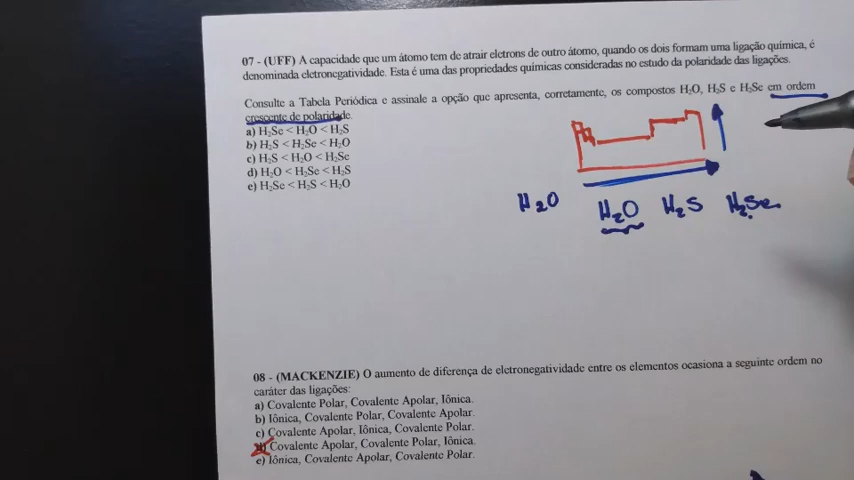 07 - (UFF) A capacidade que um átomo tem de atrair eletrons de outro átomo, quando os dois formam uma ligação química, é
denominada eletronegatividade. Esta é uma das propriedades químicas consideradas no estudo da polaridade das ligações.
Consulte a Tabela Periódica e assinale a opção que apresenta, corretamente, os compostos H₂O, H₂S e H₂Se em ordem
crescente de polaridade.
a) H₂Se < H₂O < H₂S
b) H₂S < H₂Se < H₂O
c) H₂S < H₂O < H₂Se
d) H₂O < H₂Se < H₂S
e) H₂Se < H₂S < H₂O
H₂O H₂O H₂S H₂Se
08 - (MACKENZIE) O aumento de diferença de eletronegatividade entre os elementos ocasiona a seguinte ordem no
caráter das ligações:
a) Covalente Polar, Covalente Apolar, Iônica.
b) Iônica, Covalente Polar, Covalente Apolar.
c) Covalente Apolar, Iônica, Covalente Polar.
d) Covalente Apolar, Covalente Polar, Iônica.
e) Iônica, Covalente Apolar, Covalente Polar.